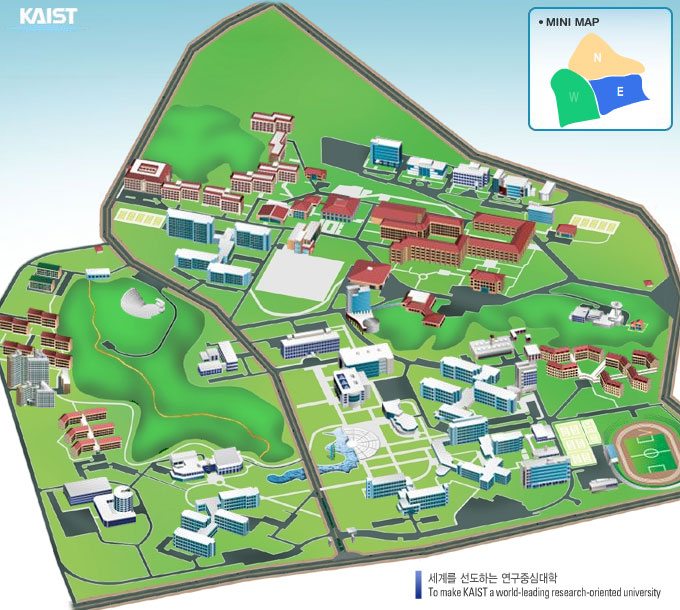 KAIST
• MINI MAP
N
W
E
세계를 선도하는 연구중심대학
To make KAIST a world-leading research-oriented university